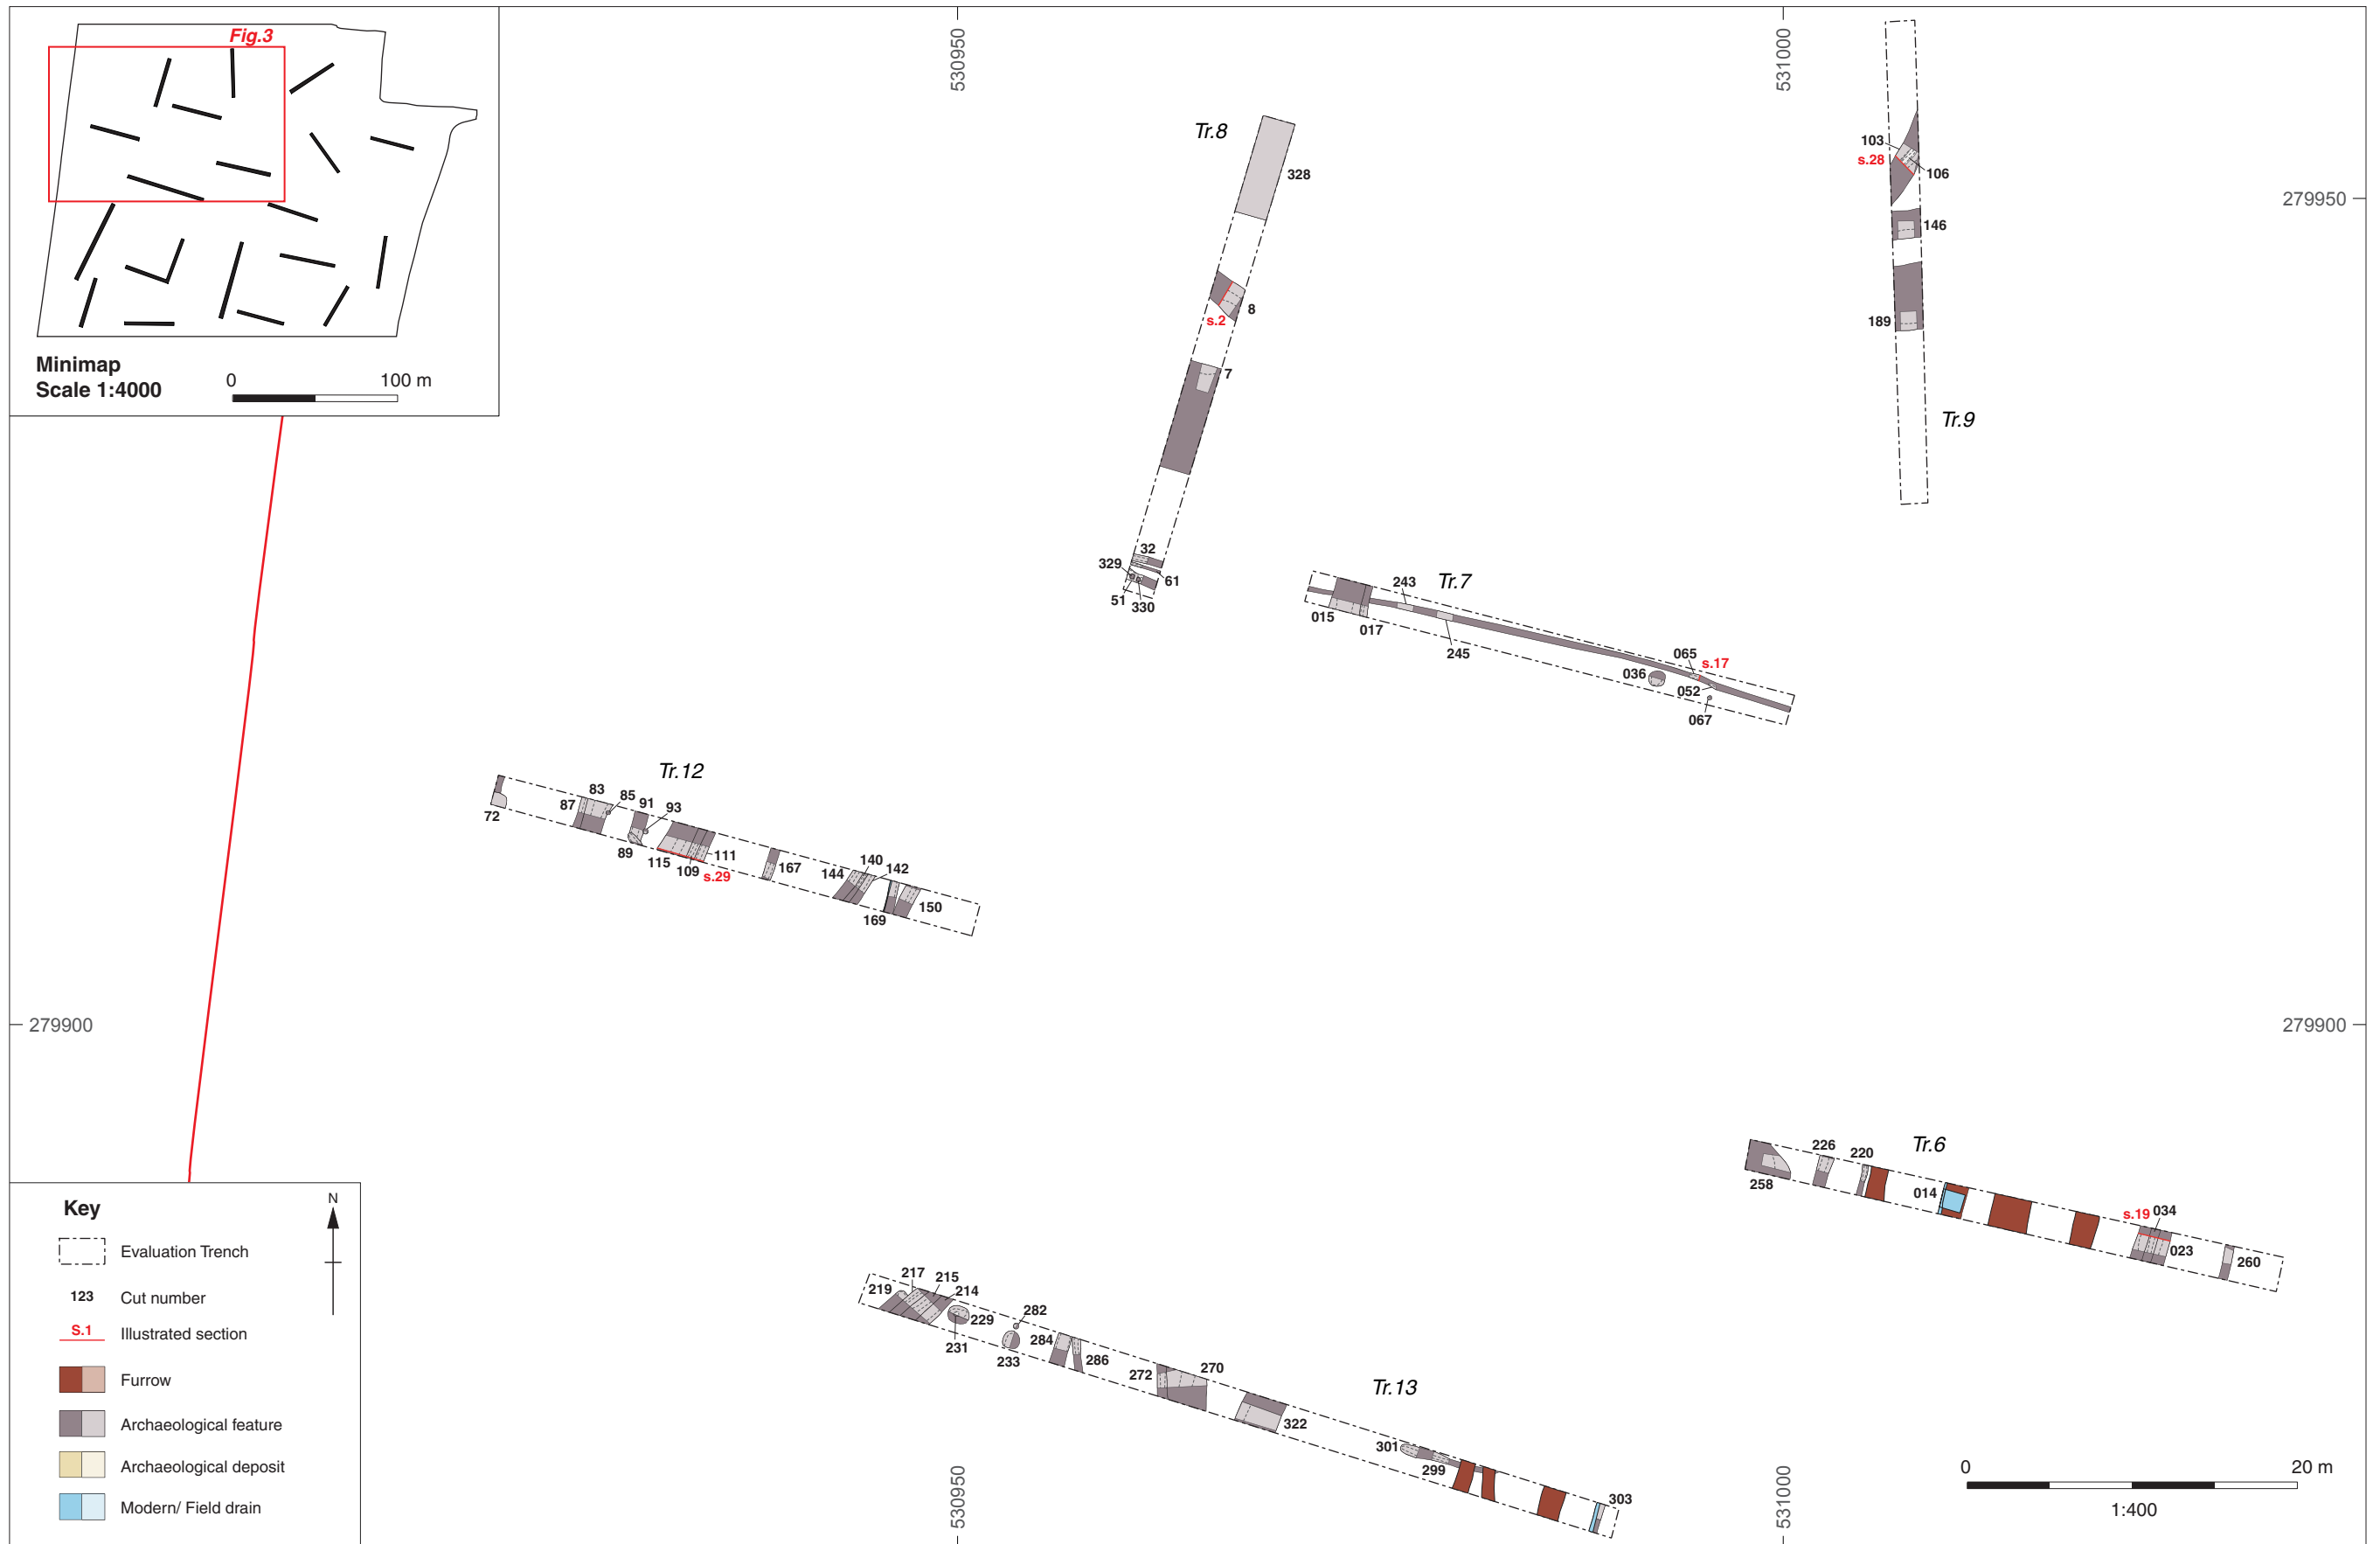 Fig.3
Minimap
Scale 1:4000
0 100 m
530950
531000
279950
279900
279900
530950
531000
Tr.8
328
8
s.2
7
32
329
61
51
330
Tr.9
103
s.28
106
146
189
Tr.7
243
015
017
245
065
s.17
036
052
067
Tr.12
72
87
83
85
91
93
89
115
109
s.29
111
167
144
140
142
169
150
Tr.6
258
226
220
014
s.19
034
023
260
Tr.13
219
217
215
214
229
231
282
233
284
286
272
270
322
301
299
303
Key
N
Evaluation Trench
123 Cut number
S.1 Illustrated section
Furrow
Archaeological feature
Archaeological deposit
Modern/ Field drain
0 20 m
1:400